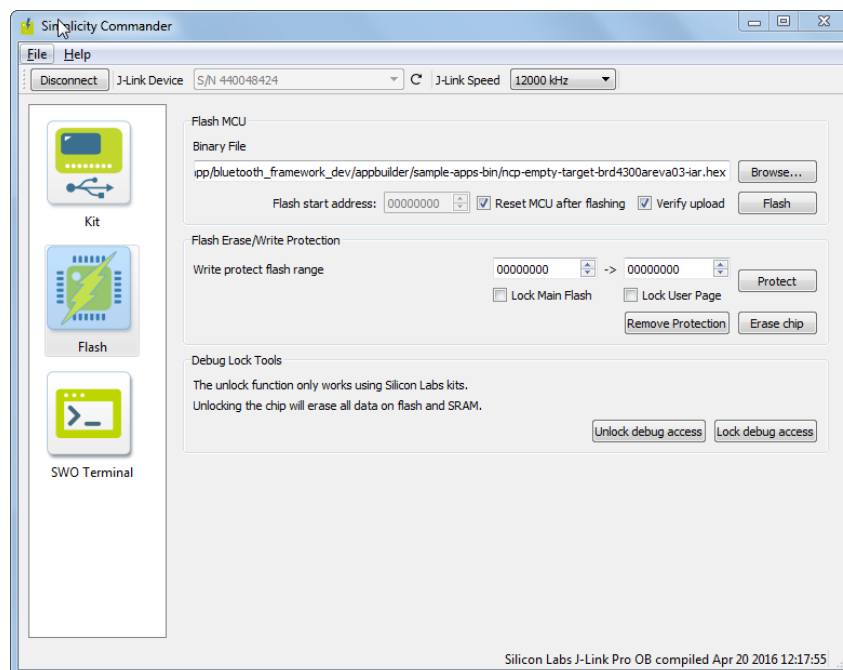 Simplicity Commander
File Help
Disconnect J-Link Device S/N 440048424 J-Link Speed 12000 kHz
Flash MCU
Binary File
app/bluetooth_framework_dev/appbuilder/sample-apps-bin/ncp-empty-target-brd4300areva03-iar.hex Browse...
Flash start address: 00000000 Reset MCU after flashing Verify upload Flash
Kit
Flash Erase/Write Protection
Write protect flash range 00000000 -> 00000000 Protect
Lock Main Flash Lock User Page
Remove Protection Erase chip
Flash
Debug Lock Tools
The unlock function only works using Silicon Labs kits.
Unlocking the chip will erase all data on flash and SRAM.
Unlock debug access Lock debug access
SWO Terminal
Silicon Labs J-Link Pro OB compiled Apr 20 2016 12:17:55